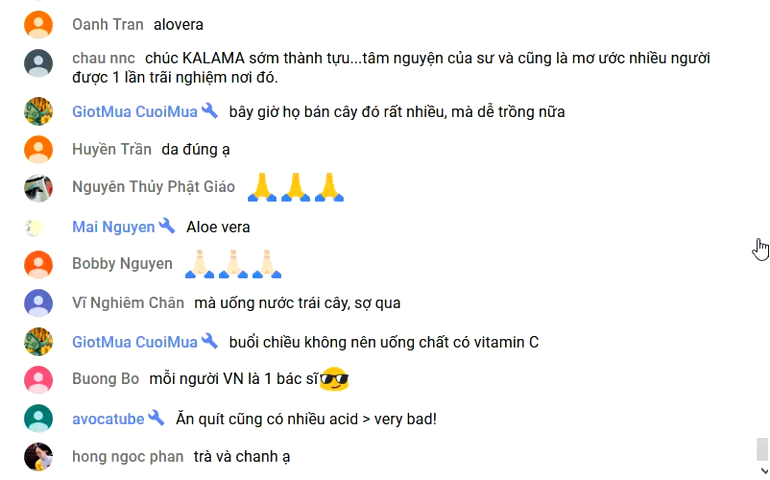 Oanh Tran alovera
chau nnc chúc KALAMA sớm thành tựu...tâm nguyện của sư và cũng là mơ ước nhiều người
được 1 lần trãi nghiệm nơi đó.
GiotMua CuoiMua bây giờ họ bán cây đó rất nhiều, mà dễ trồng nữa
Huyền Trần da đúng ạ
Nguyên Thủy Phật Giáo 🙏🙏🙏
Mai Nguyen Aloe vera
Bobby Nguyen 🙏🏻🙏🏻🙏🏻
Vĩ Nghiêm Chân mà uống nước trái cây, sợ qua
GiotMua CuoiMua buổi chiều không nên uống chất có vitamin C
Buong Bo mỗi người VN là 1 bác sĩ😎
avocatube Ăn quít cũng có nhiều acid > very bad!
hong ngoc phan trà và chanh ạ